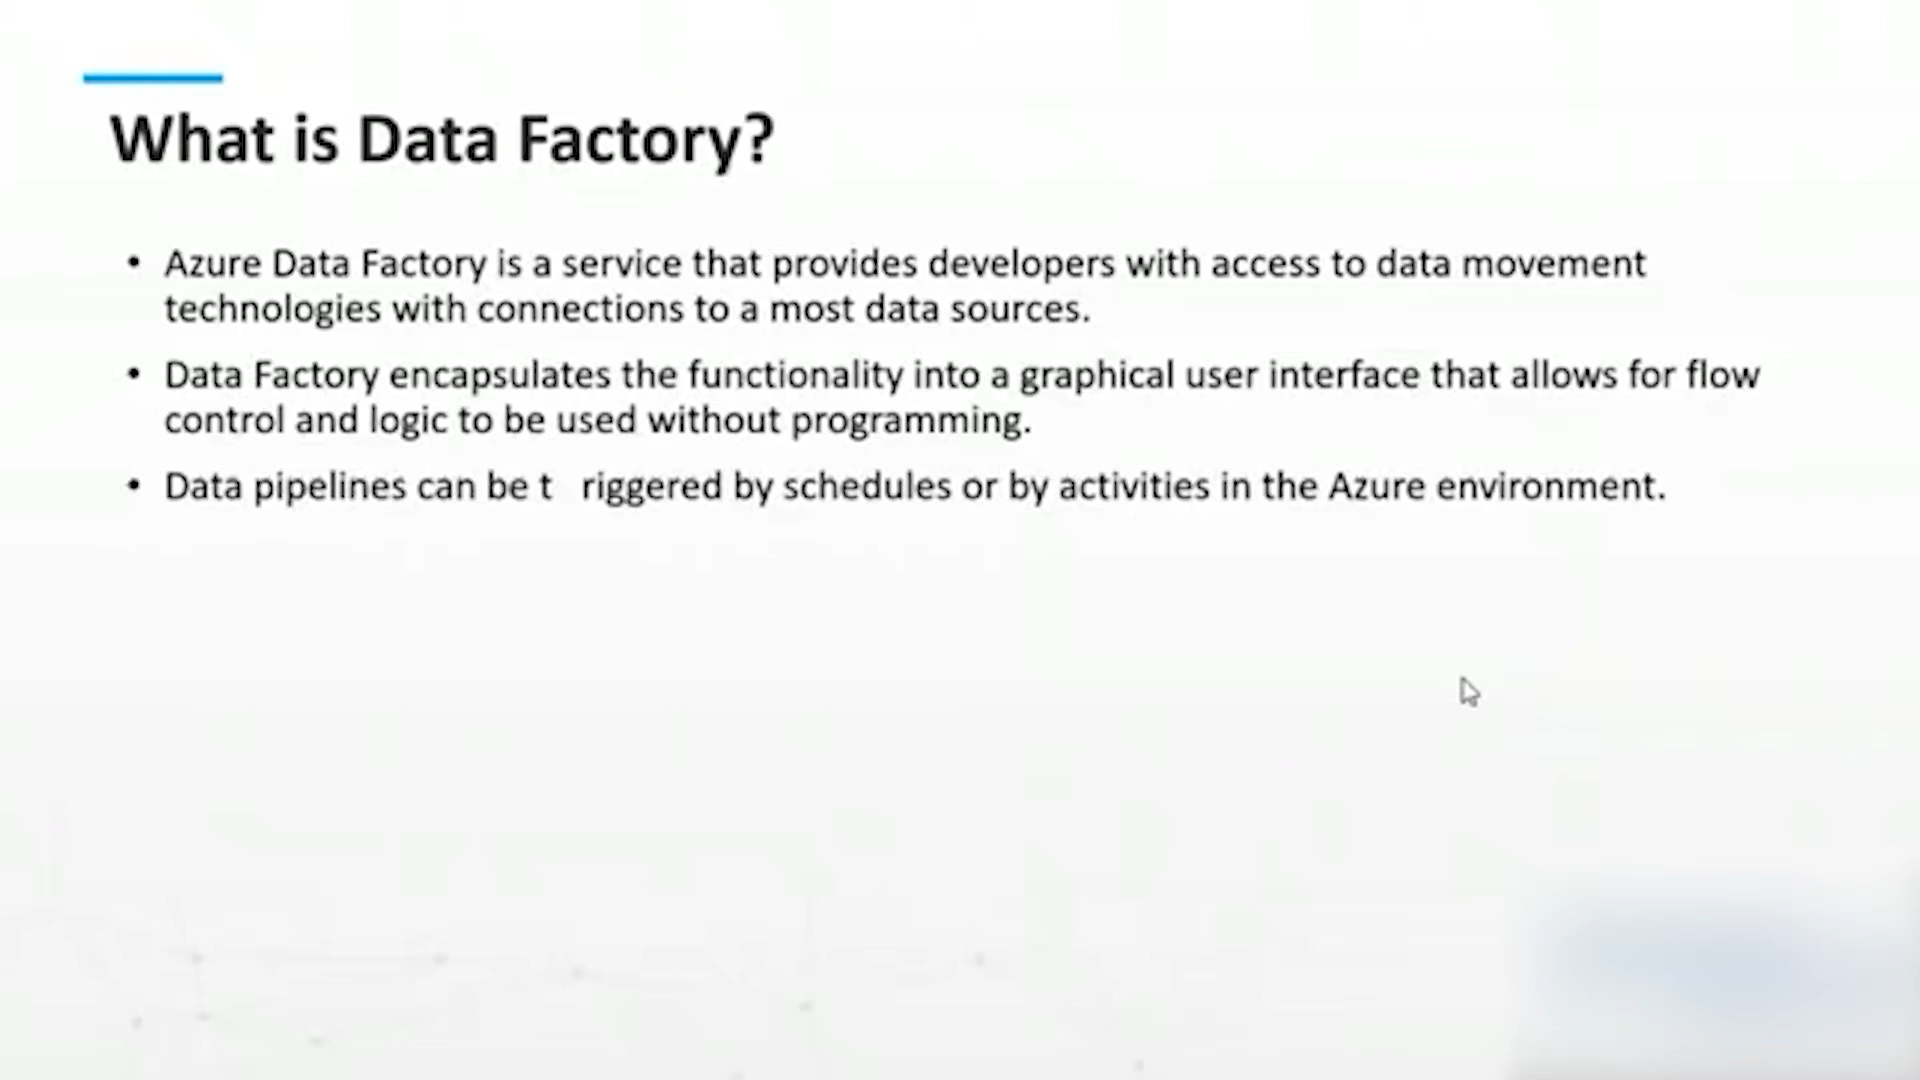 What is Data Factory?
• Azure Data Factory is a service that provides developers with access to data movement
technologies with connections to a most data sources.
• Data Factory encapsulates the functionality into a graphical user interface that allows for flow
control and logic to be used without programming.
• Data pipelines can be t riggered by schedules or by activities in the Azure environment.